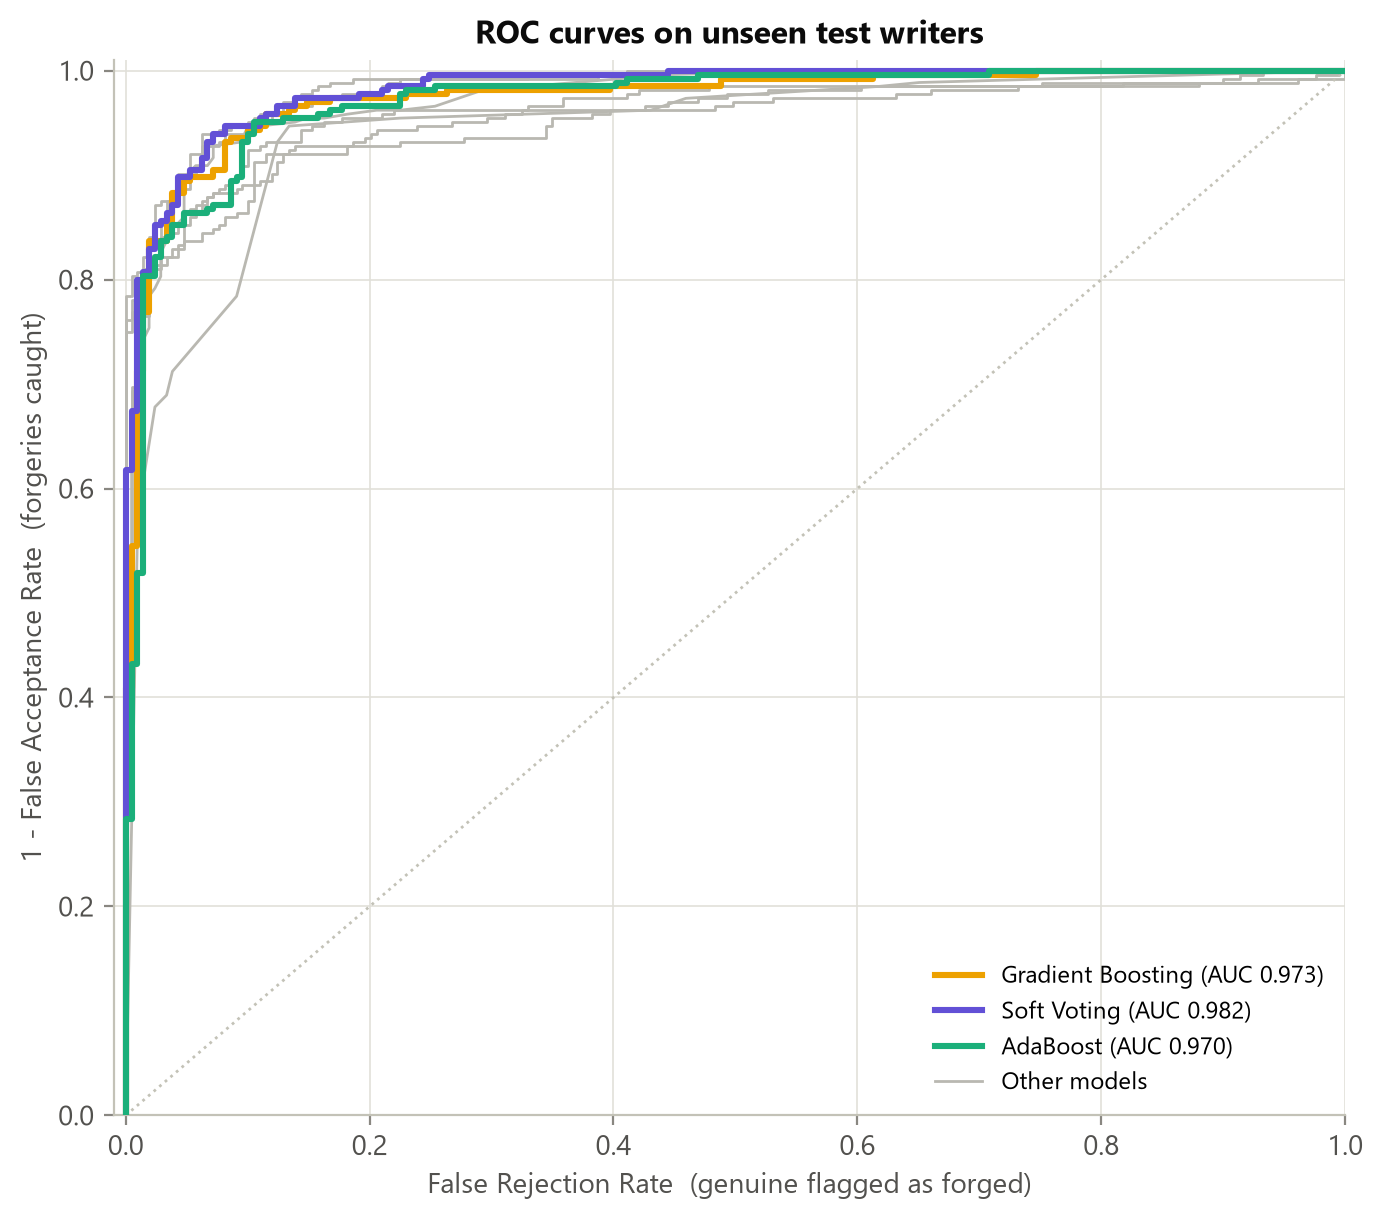 ROC curves on unseen test writers
1 - False Acceptance Rate  (forgeries caught)
1.0
0.8
0.6
0.4
0.2
0.0
Gradient Boosting (AUC 0.973)
Soft Voting (AUC 0.982)
AdaBoost (AUC 0.970)
Other models
0.0 0.2 0.4 0.6 0.8 1.0
False Rejection Rate  (genuine flagged as forged)